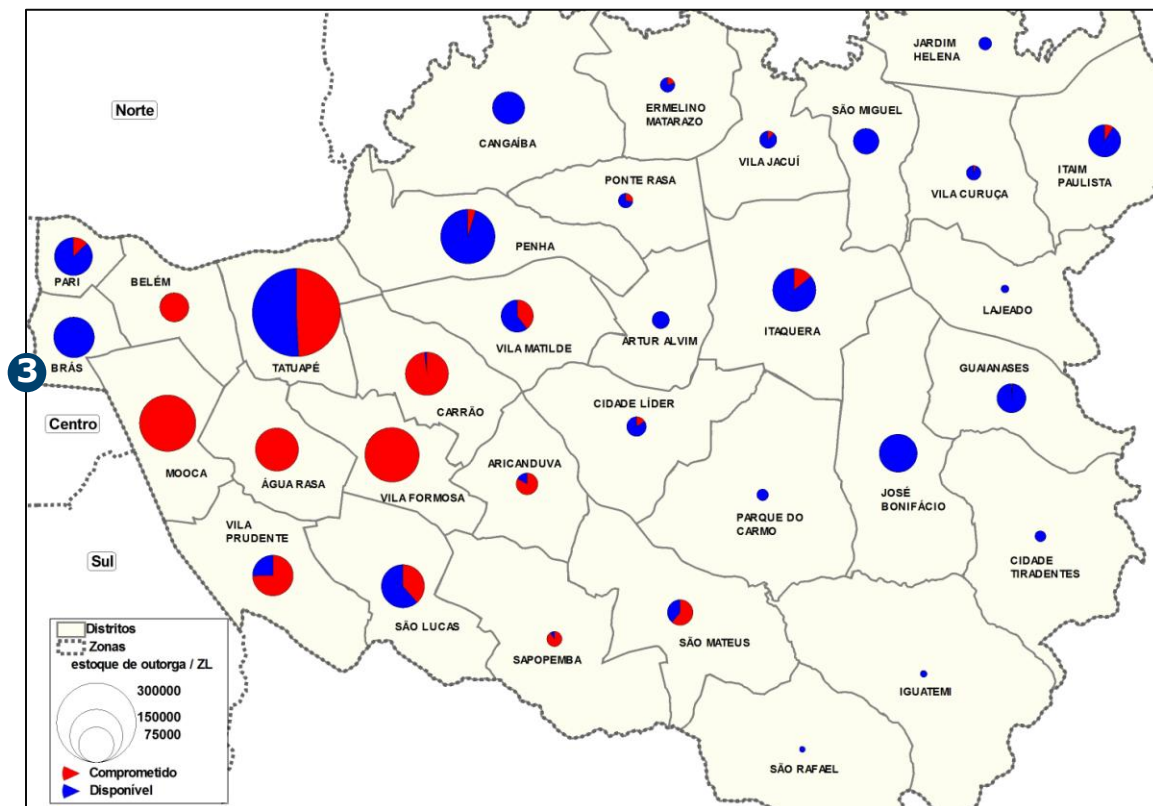 JARDIM
HELENA
Norte
ERMELINO
MATARAZO
SÃO MIGUEL
CANGAÍBA
VILA JACUÍ
ITAIM
PAULISTA
PONTE RASA
VILA CURUÇA
PENHA
PARI
BELÉM
LAJEADO
ITAQUERA
VILA MATILDE
ARTUR ALVIM
BRÁS
TATUAPÉ
3
GUAIANASES
CARRÃO
CIDADE LÍDER
Centro
ARICANDUVA
MOOCA
ÁGUA RASA
VILA FORMOSA
JOSÉ
BONIFÁCIO
PARQUE DO
CARMO
VILA
PRUDENTE
Sul
CIDADE
TIRADENTES
SÃO LUCAS
SÃO MATEUS
SAPOPEMBA
IGUATEMI
SÃO RAFAEL
Distritos
Zonas
estoque de outorga / ZL
300000
150000
75000
Comprometido
Disponível